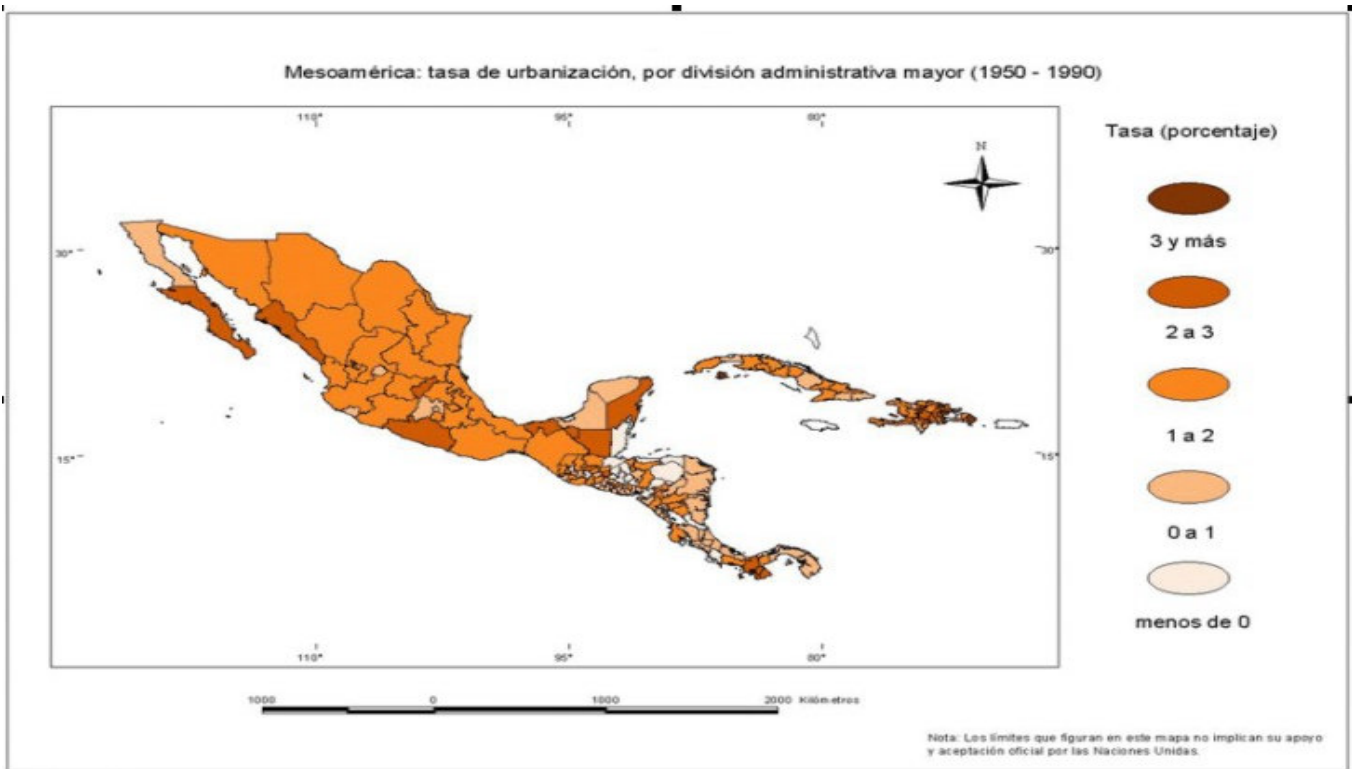 Mesoamérica: tasa de urbanización, por división administrativa mayor (1950 - 1990)
110° 95° 80°
N
30° 30°
15° 15°
110° 95° 80°
Tasa (porcentaje)
3 y más
2 a 3
1 a 2
0 a 1
menos de 0
1000 0 1000 2000 Kilómetros
Nota: Los límites que figuran en este mapa no implican su apoyo
y aceptación oficial por las Naciones Unidas.